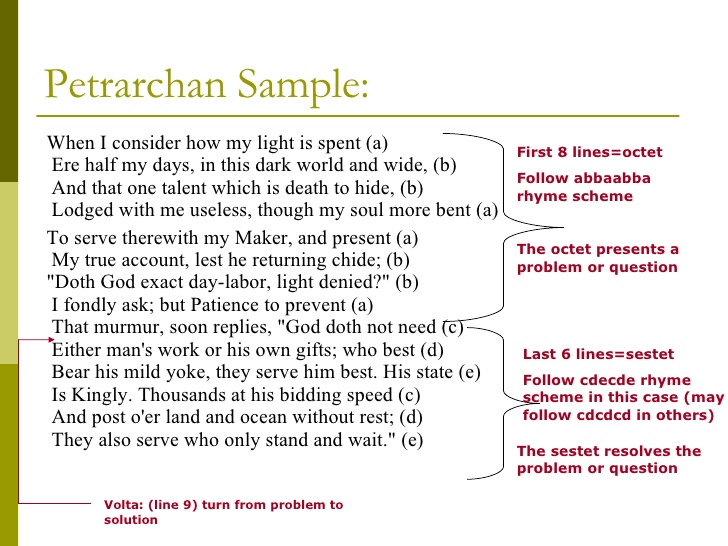 Petrarchan Sample:
When I consider how my light is spent (a)
Ere half my days, in this dark world and wide, (b)
And that one talent which is death to hide, (b)
Lodged with me useless, though my soul more bent (a)
To serve therewith my Maker, and present (a)
My true account, lest he returning chide; (b)
"Doth God exact day-labor, light denied?" (b)
I fondly ask; but Patience to prevent (a)
That murmur, soon replies, "God doth not need (c)
Either man's work or his own gifts; who best (d)
Bear his mild yoke, they serve him best. His state (e)
Is Kingly. Thousands at his bidding speed (c)
And post o'er land and ocean without rest; (d)
They also serve who only stand and wait." (e)
First 8 lines=octet
Follow abbaabba
rhyme scheme
The octet presents a
problem or question
Last 6 lines=sestet
Follow cdecde rhyme
scheme in this case (may
follow cdcdcd in others)
The sestet resolves the
problem or question
Volta: (line 9) turn from problem to
solution